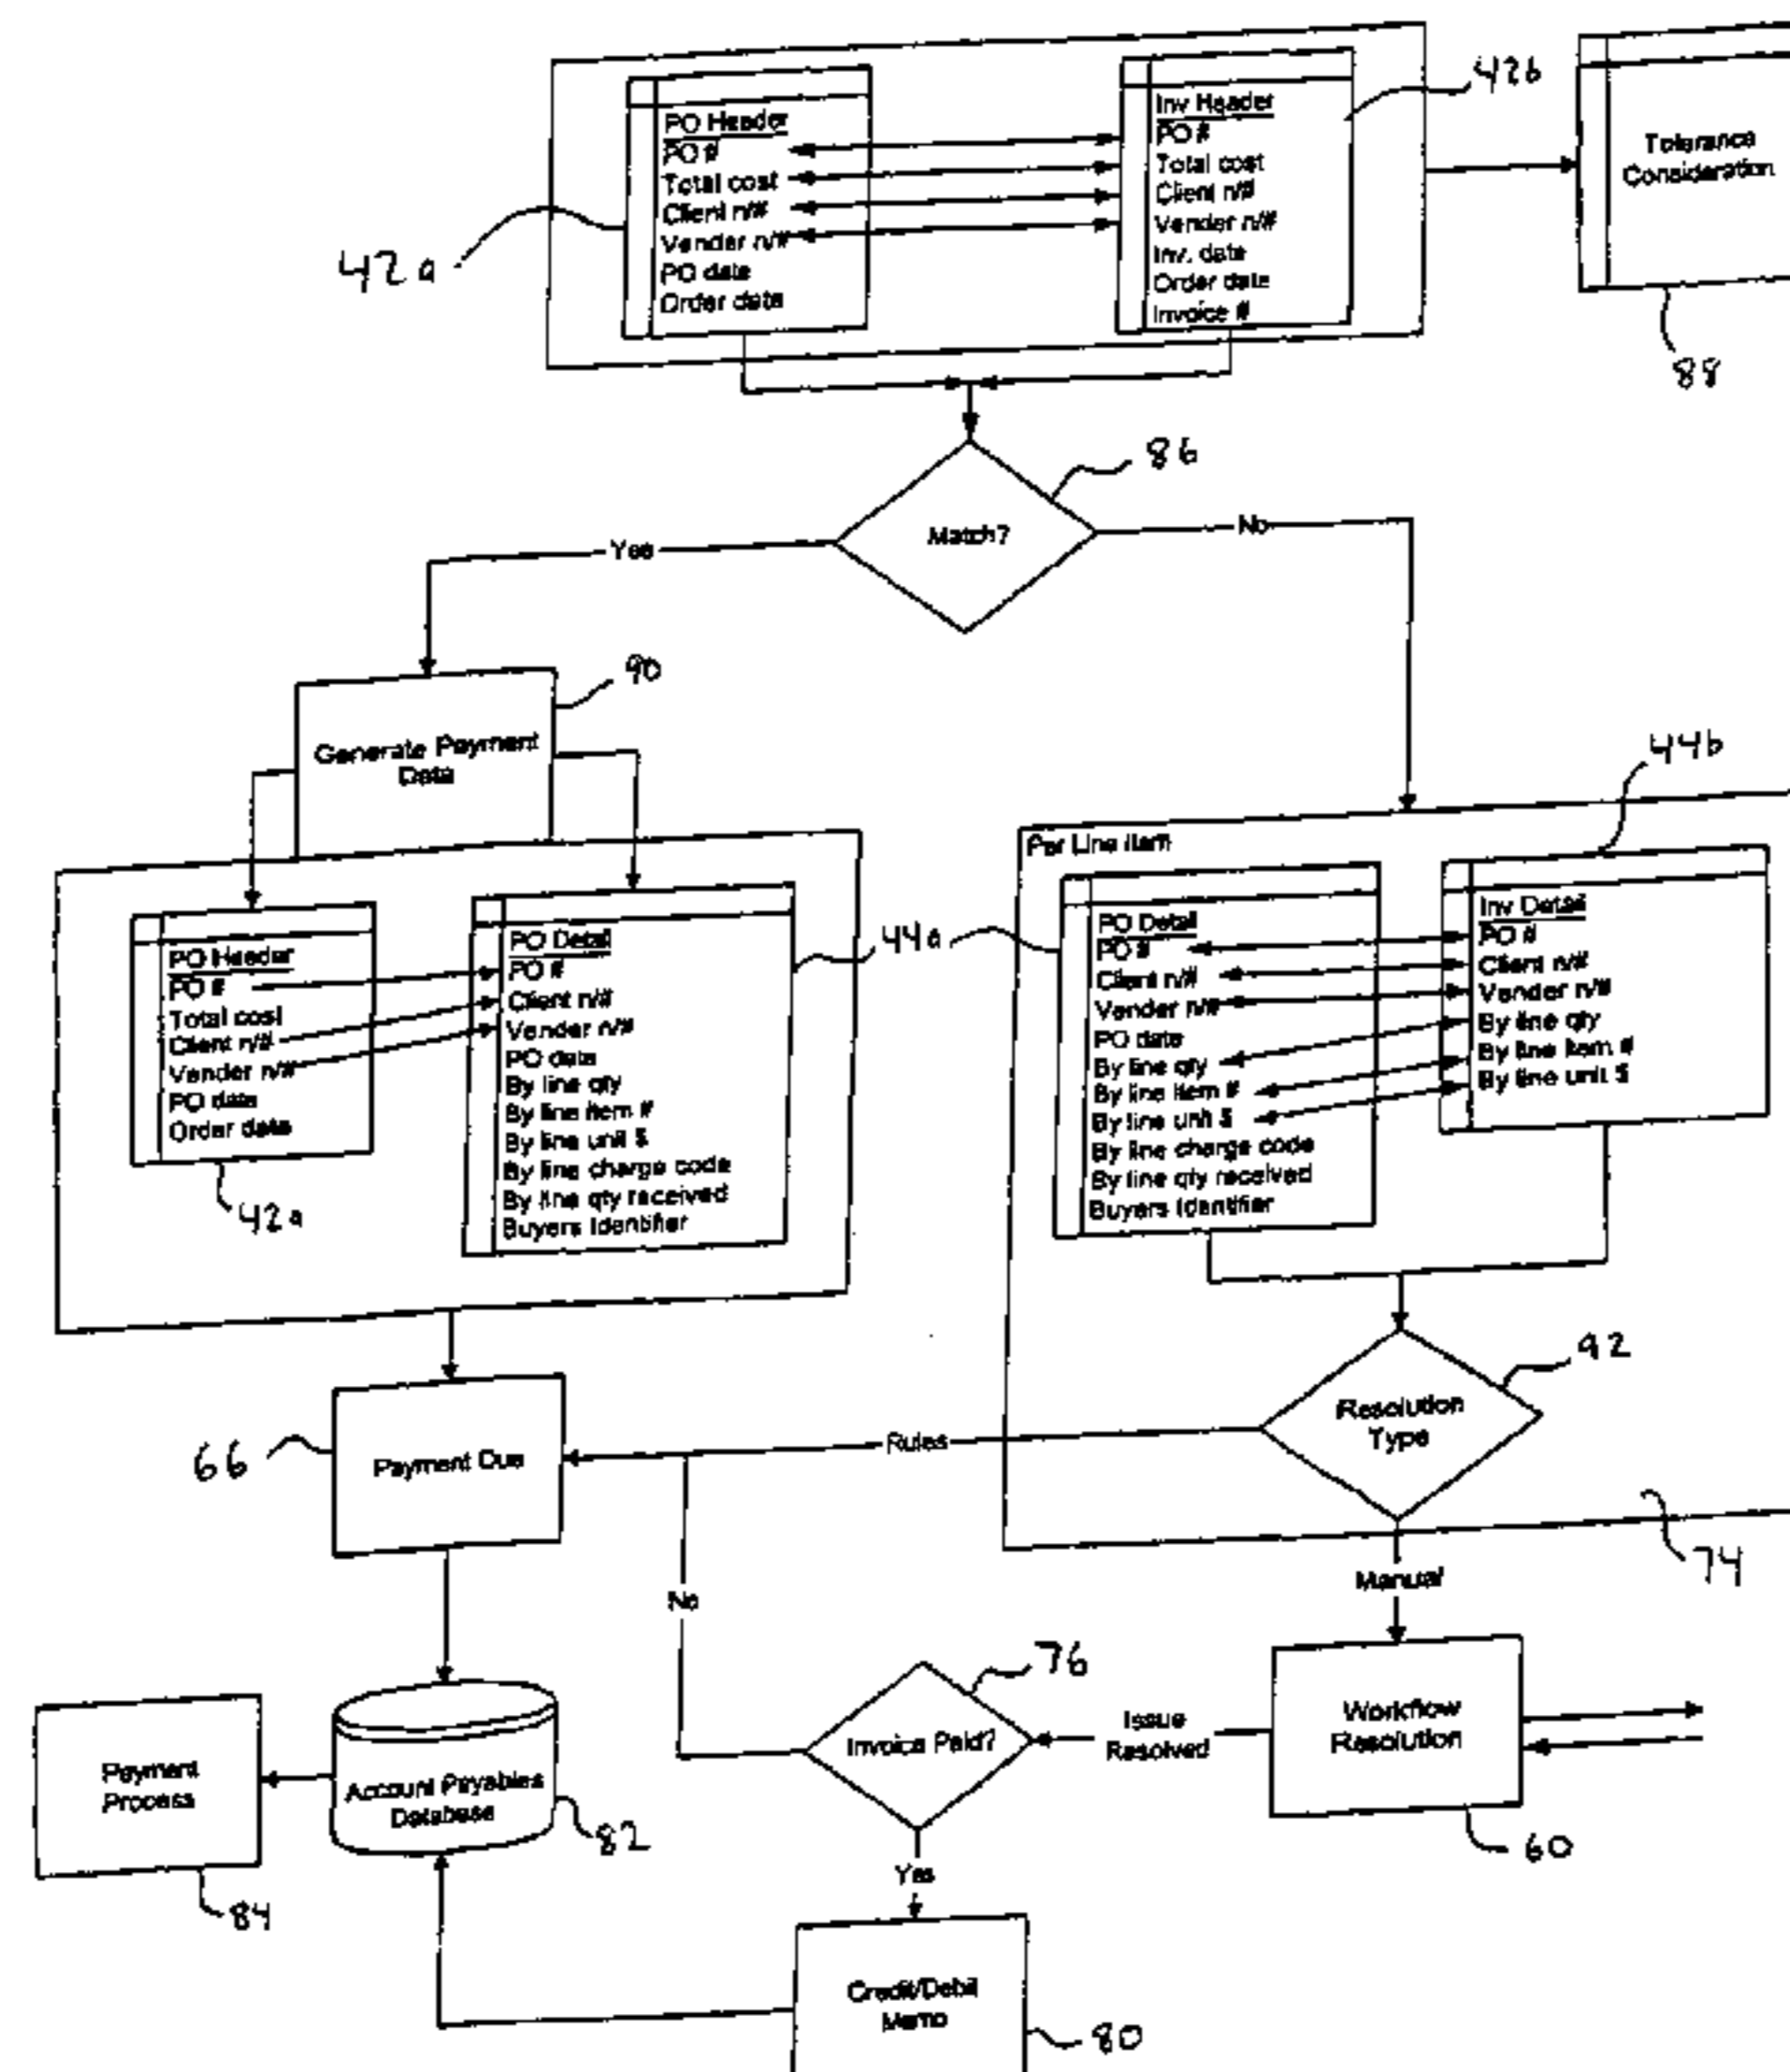 42b
PO Header
PO #
Total cost
Client n/#
Vender n/#
PO date
Order date
Inv Header
PO #
Total cost
Client n/#
Vender n/#
Inv. date
Order date
Invoice #
Tolerance
Consideration
42a
88
86
Match?
Yes
No
90
Generate Payment
Data
44b
Per Line Item
PO Header
PO #
Total cost
Client n/#
Vender n/#
PO date
Order date
42a
PO Detail
PO #
Client n/#
Vender n/#
PO date
By line qty
By line item #
By line unit $
By line charge code
By line qty received
Buyers Identifier
44a
PO Detail
PO #
Client n/#
Vender n/#
PO date
By line qty
By line item #
By line unit $
By line charge code
By line qty received
Buyers Identifier
Inv Detail
PO #
Client n/#
Vender n/#
By line qty
By line item #
By line unit $
92
Resolution
Type
66
Payment Due
Rules
74
Manual
No
76
Invoice Paid?
Issue
Resolved
Workflow
Resolution
60
Payment
Process
84
Account Payables
Database
82
Yes
Credit/Debit
Memo
80